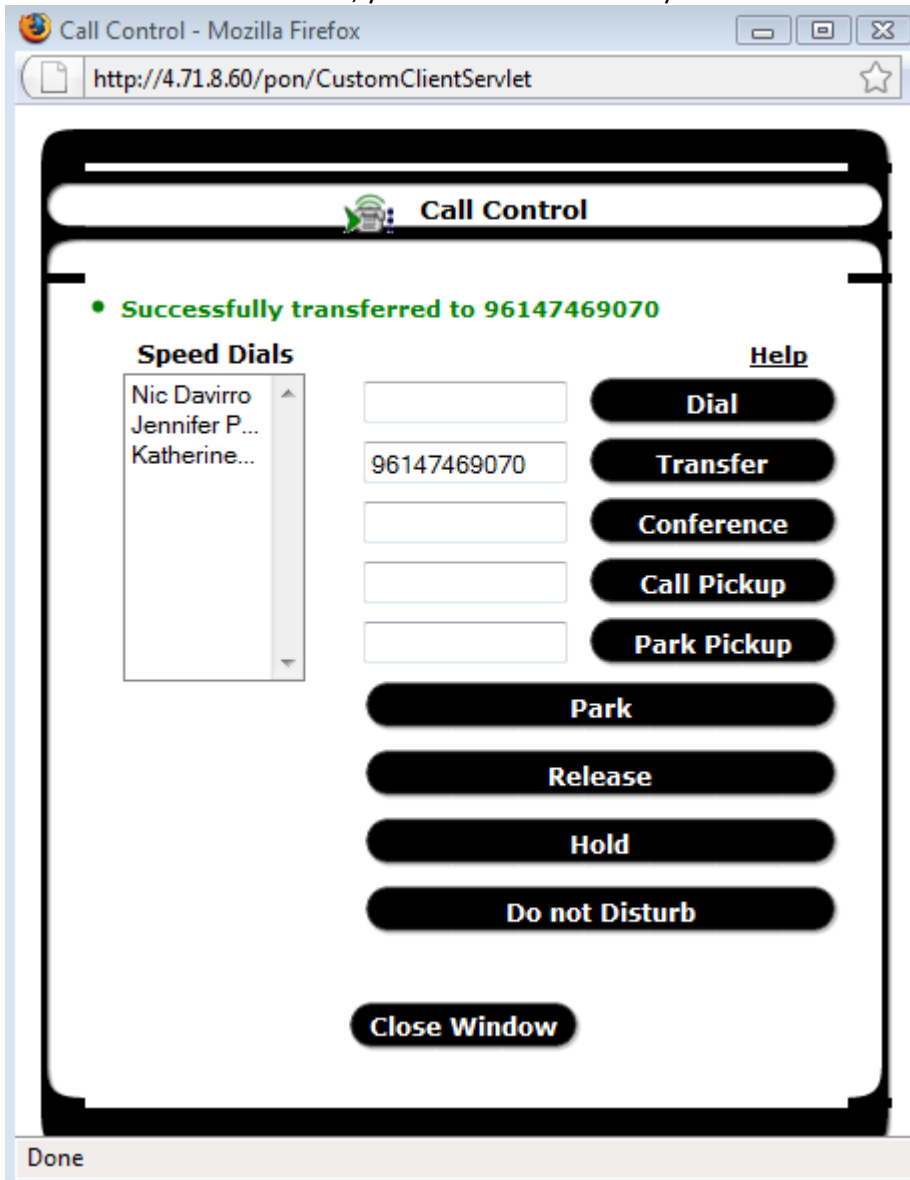 Call Control - Mozilla Firefox
http://4.71.8.60/pon/CustomClientServlet
Call Control
• Successfully transferred to 96147469070
Speed Dials
Help
Nic Davirro
Jennifer P...
Katherine...
Dial
96147469070
Transfer
Conference
Call Pickup
Park Pickup
Park
Release
Hold
Do not Disturb
Close Window
Done